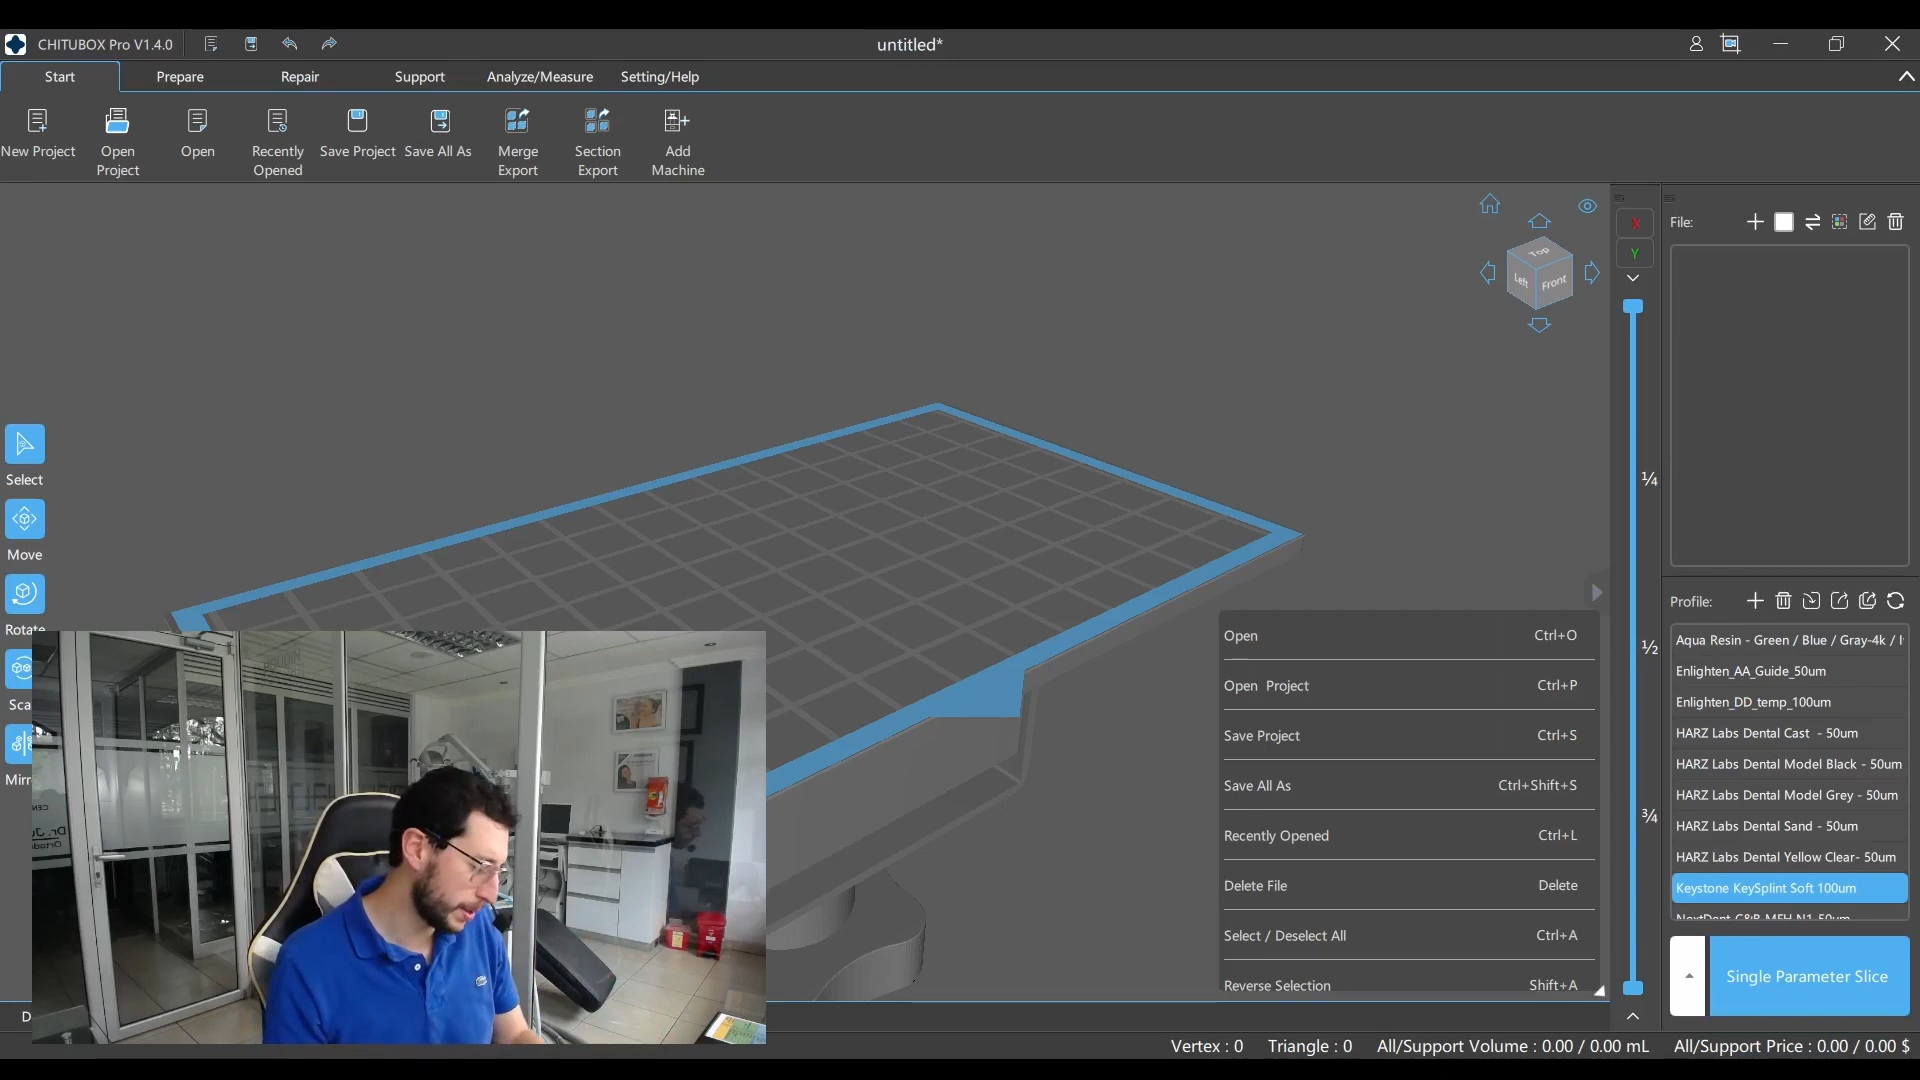 CHITUBOX Pro V1.4.0
untitled*
Start
Prepare
Repair
Support
Analyze/Measure
Setting/Help
New Project
Open
Project
Open
Recently
Opened
Save Project
Save All As
Merge
Export
Section
Export
Add
Machine
Top
Left
Front
X
Y
File:
Select
Move
Rotate
Sca
Mirr
D
¼
½
¾
Open Ctrl+O
Open Project Ctrl+P
Save Project Ctrl+S
Save All As Ctrl+Shift+S
Recently Opened Ctrl+L
Delete File Delete
Select / Deselect All Ctrl+A
Reverse Selection Shift+A
Profile:
Aqua Resin - Green / Blue / Gray-4k / I
Enlighten_AA_Guide_50um
Enlighten_DD_temp_100um
HARZ Labs Dental Cast - 50um
HARZ Labs Dental Model Black - 50um
HARZ Labs Dental Model Grey - 50um
HARZ Labs Dental Sand - 50um
HARZ Labs Dental Yellow Clear- 50um
Keystone KeySplint Soft 100um
NextDent C&B MFH N1-50um
Single Parameter Slice
Vertex : 0
Triangle : 0
All/Support Volume : 0.00 / 0.00 mL
All/Support Price : 0.00 / 0.00 $